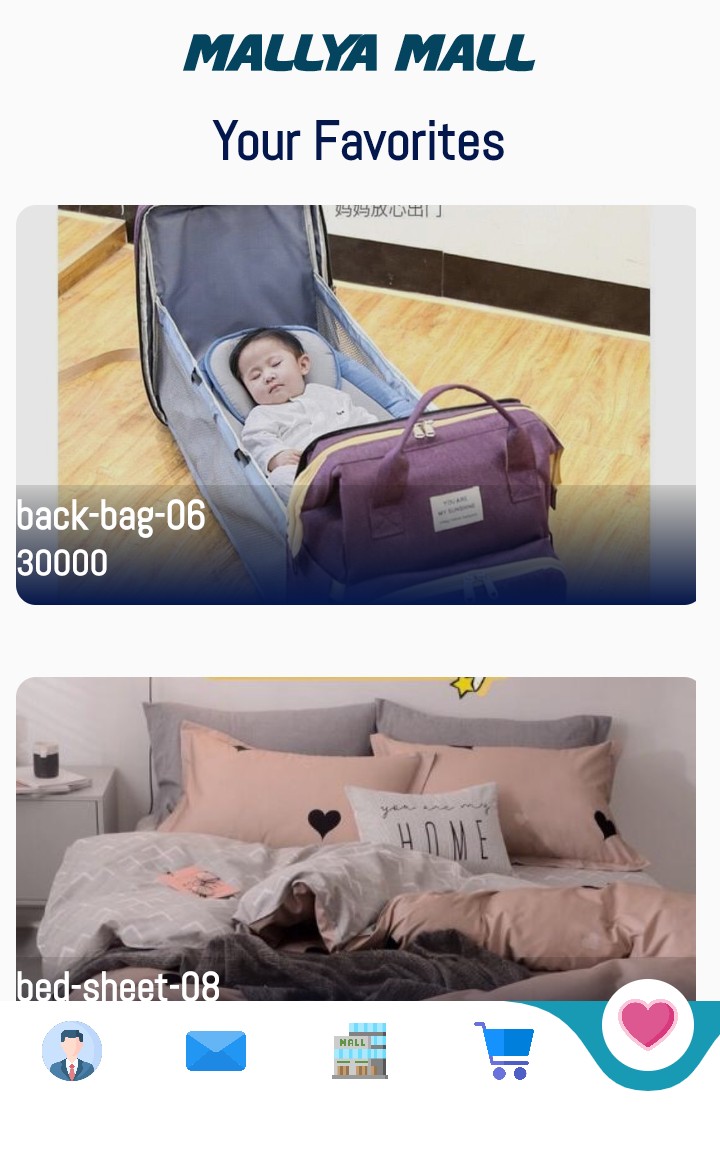 MALLYA MALL
Your Favorites
妈妈放心出门
YOU ARE
MY SUNSHINE
back-bag-06
30000
you are my
HOME
bed-sheet-08
MALL